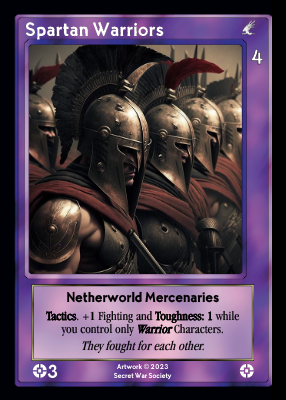 Spartan Warriors
4
Netherworld Mercenaries
Tactics. +1 Fighting and Toughness: 1 while
you control only Warrior Characters.
They fought for each other.
3
Artwork © 2023
Secret War Society